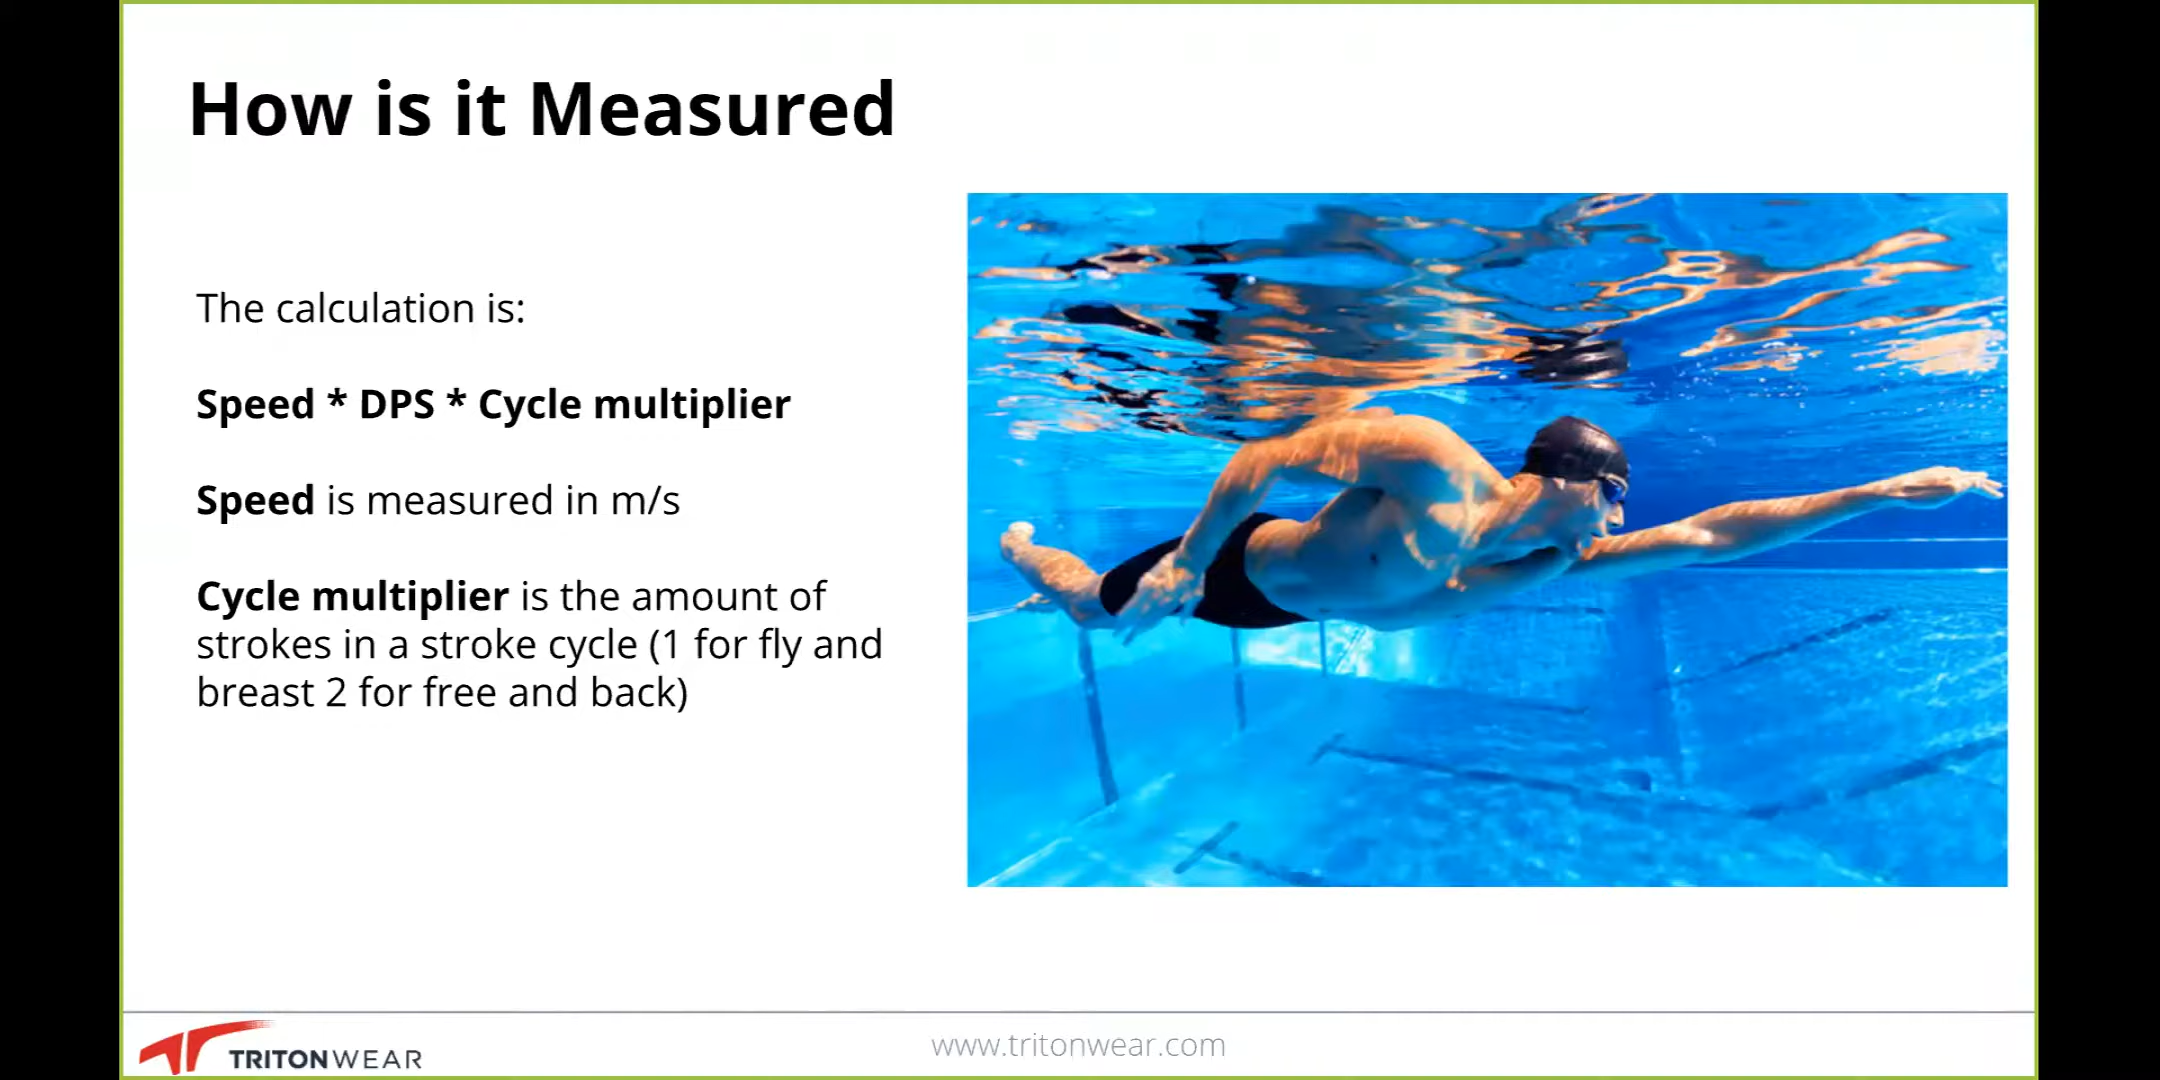 How is it Measured
The calculation is:
Speed * DPS * Cycle multiplier
Speed is measured in m/s
Cycle multiplier is the amount of
strokes in a stroke cycle (1 for fly and
breast 2 for free and back)
TRITONWEAR
www.tritonwear.com